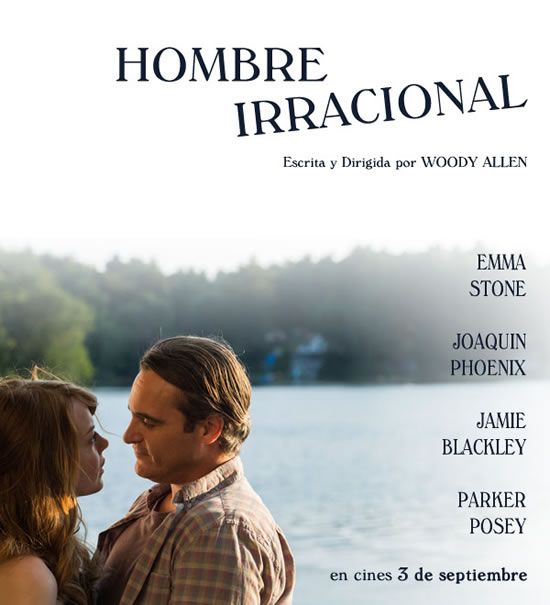 HOMBRE
IRRACIONAL
Escrita y Dirigida por WOODY ALLEN
EMMA
STONE
JOAQUIN
PHOENIX
JAMIE
BLACKLEY
PARKER
POSEY
en cines 3 de septiembre